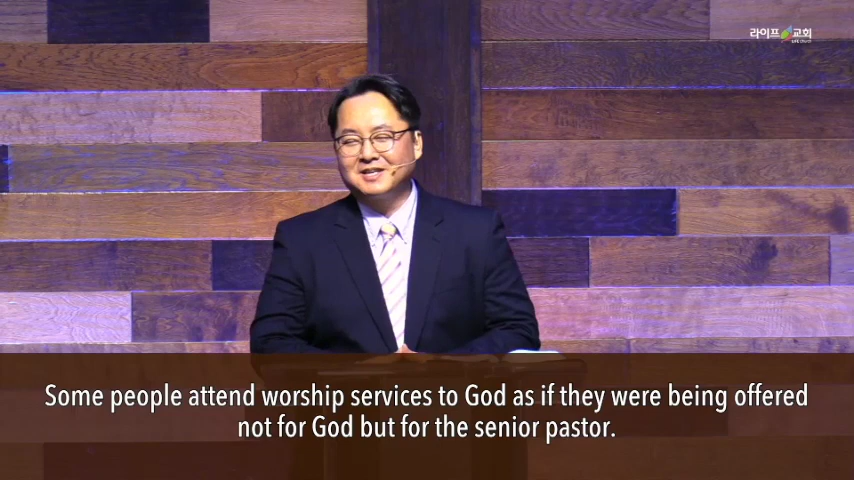 라이프 교회
Some people attend worship services to God as if they were being offered
not for God but for the senior pastor.